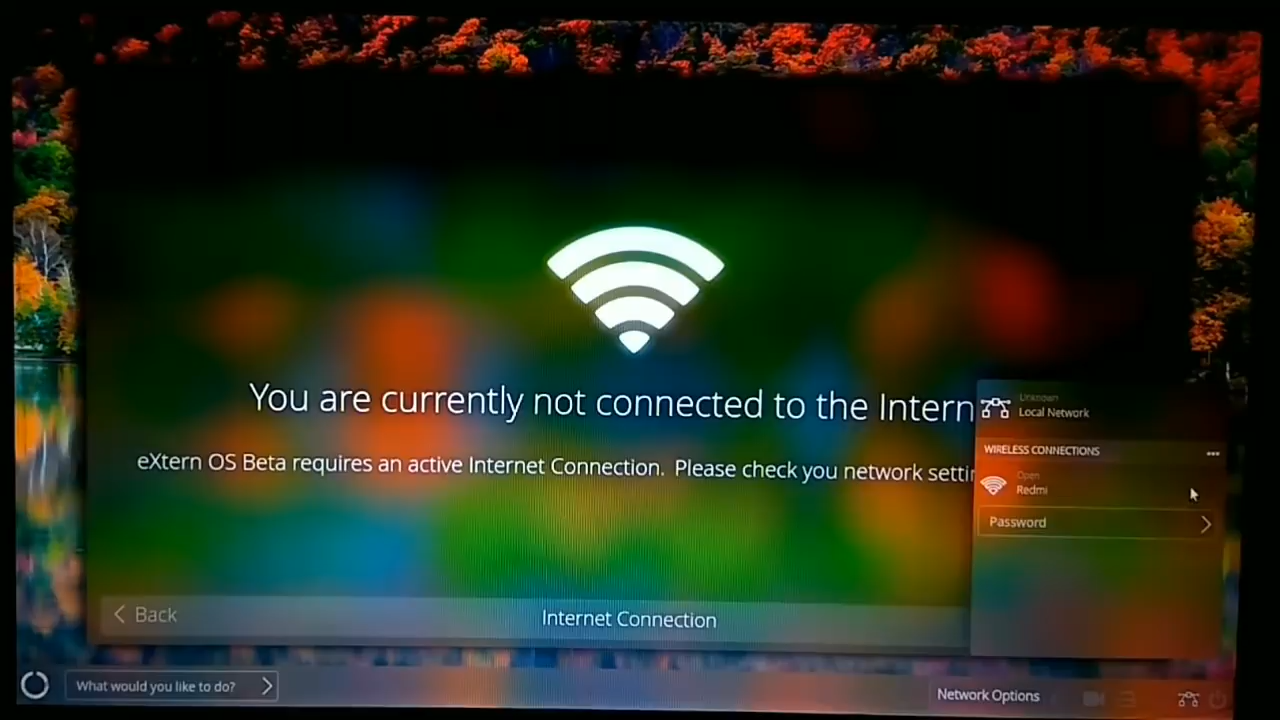 You are currently not connected to the Intern
eXtern OS Beta requires an active Internet Connection. Please check you network settin
Unknown
Local Network
WIRELESS CONNECTIONS
Open
Redmi
Password
Back
Internet Connection
What would you like to do?
Network Options